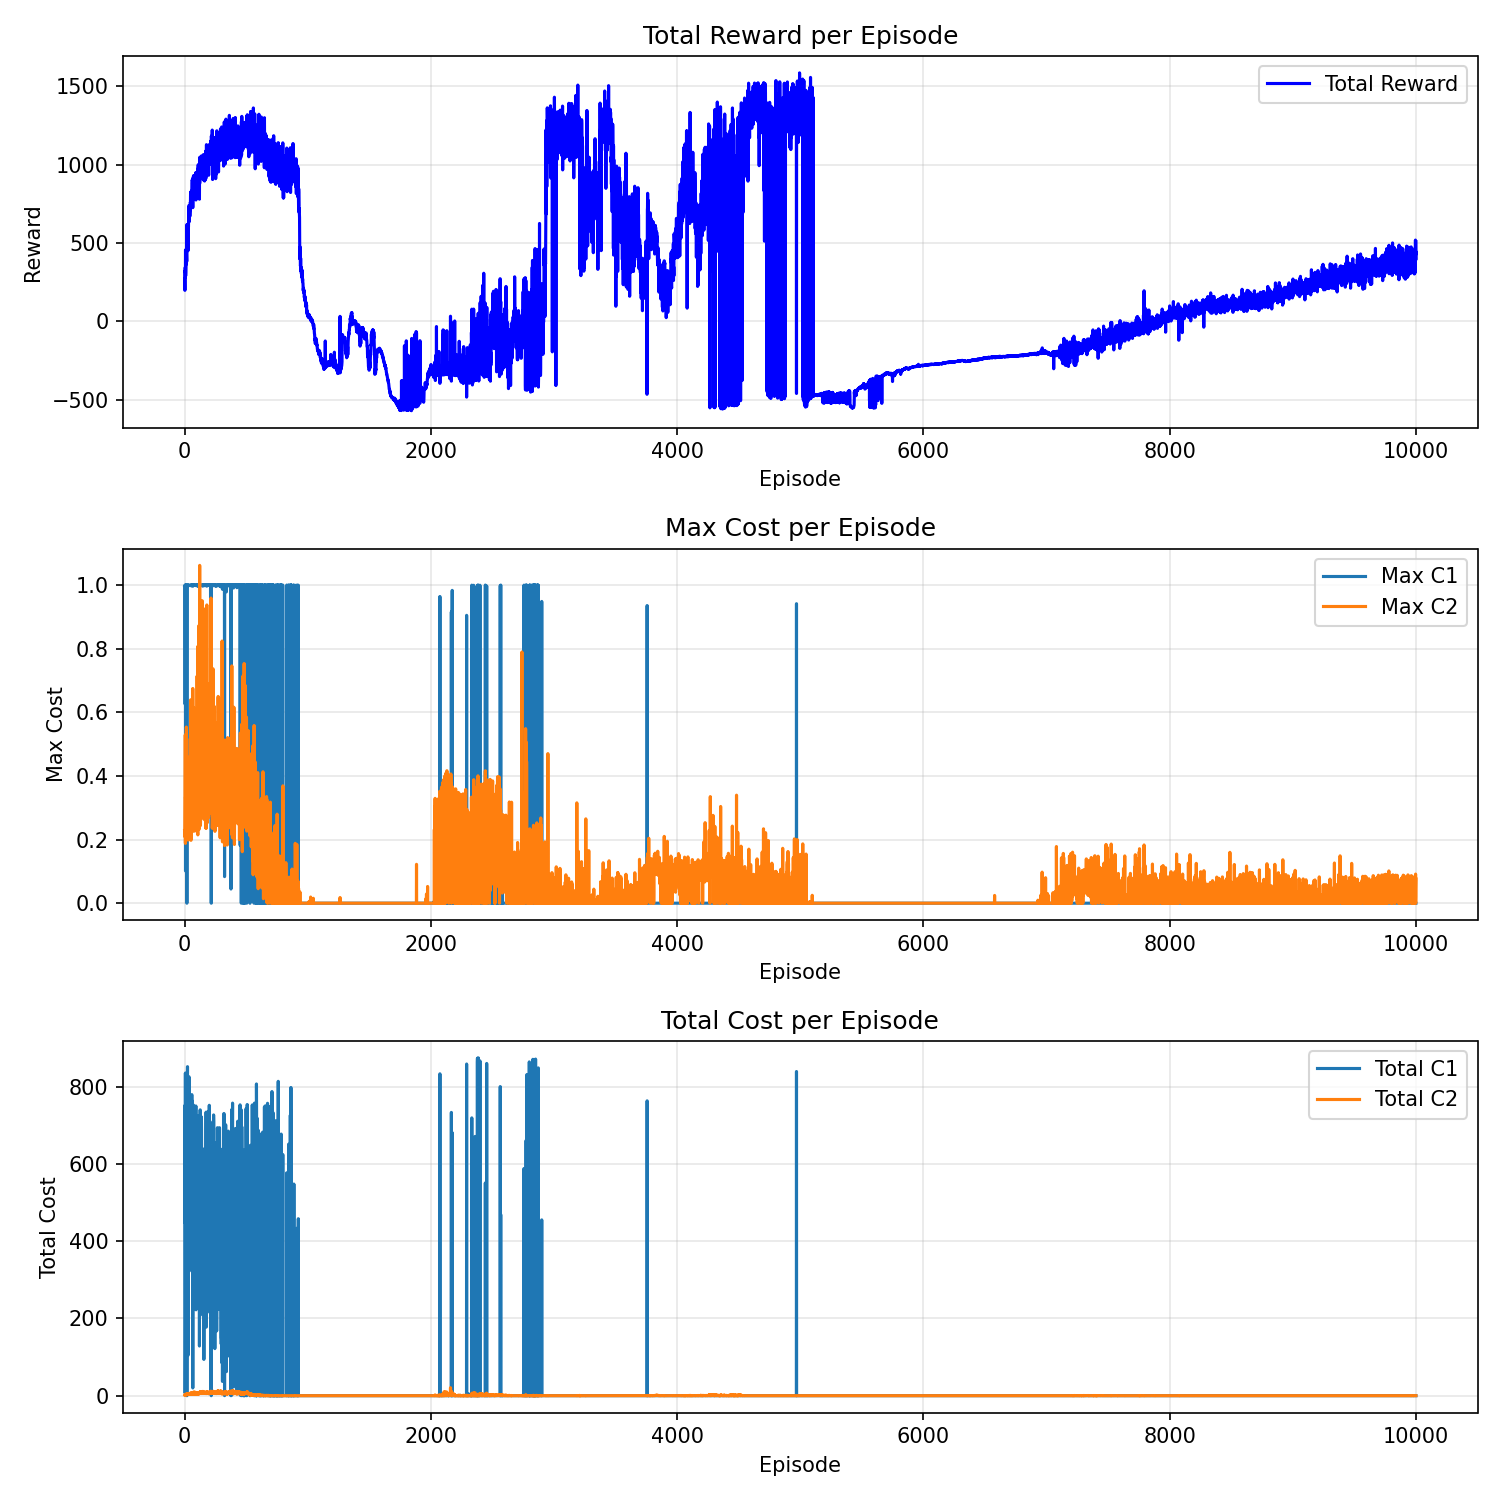 Total Reward per Episode
1500
1000
500
0
−500
Reward
Total Reward
0 2000 4000 6000 8000 10000
Episode
Max Cost per Episode
1.0
0.8
0.6
0.4
0.2
0.0
Max Cost
Max C1
Max C2
0 2000 4000 6000 8000 10000
Episode
Total Cost per Episode
800
600
400
200
0
Total Cost
Total C1
Total C2
0 2000 4000 6000 8000 10000
Episode